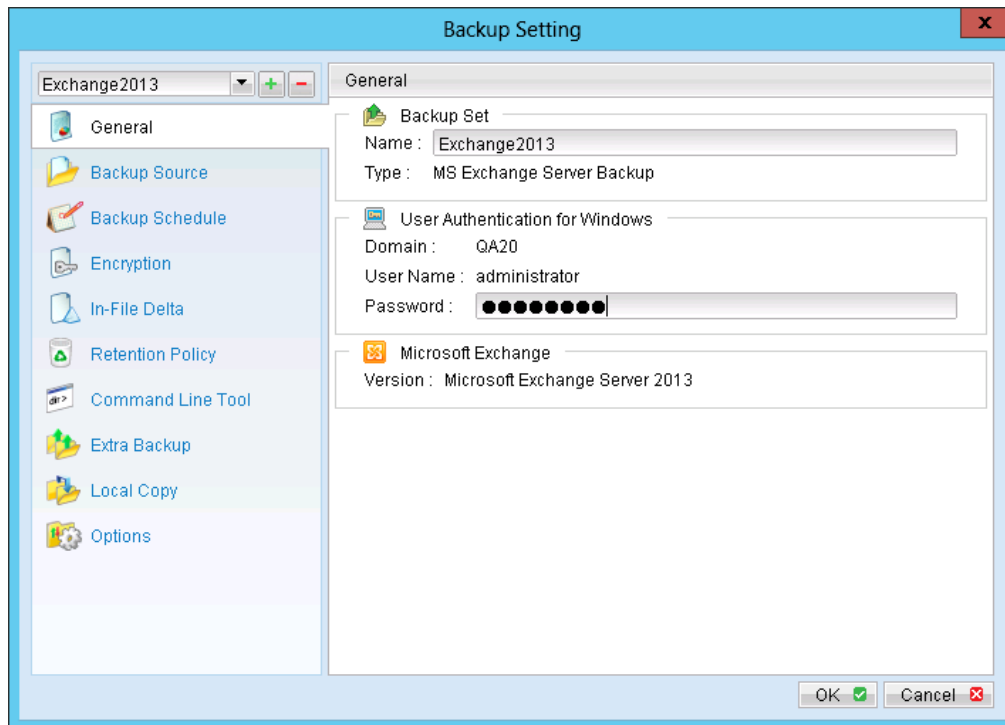 Backup Setting
x
Exchange2013
General
Backup Source
Backup Schedule
Encryption
In-File Delta
Retention Policy
dir>
Command Line Tool
Extra Backup
Local Copy
Options
General
Backup Set
Name : Exchange2013
Type : MS Exchange Server Backup
User Authentication for Windows
Domain : QA20
User Name : administrator
Password : ●●●●●●●●
Microsoft Exchange
Version : Microsoft Exchange Server 2013
OK
Cancel